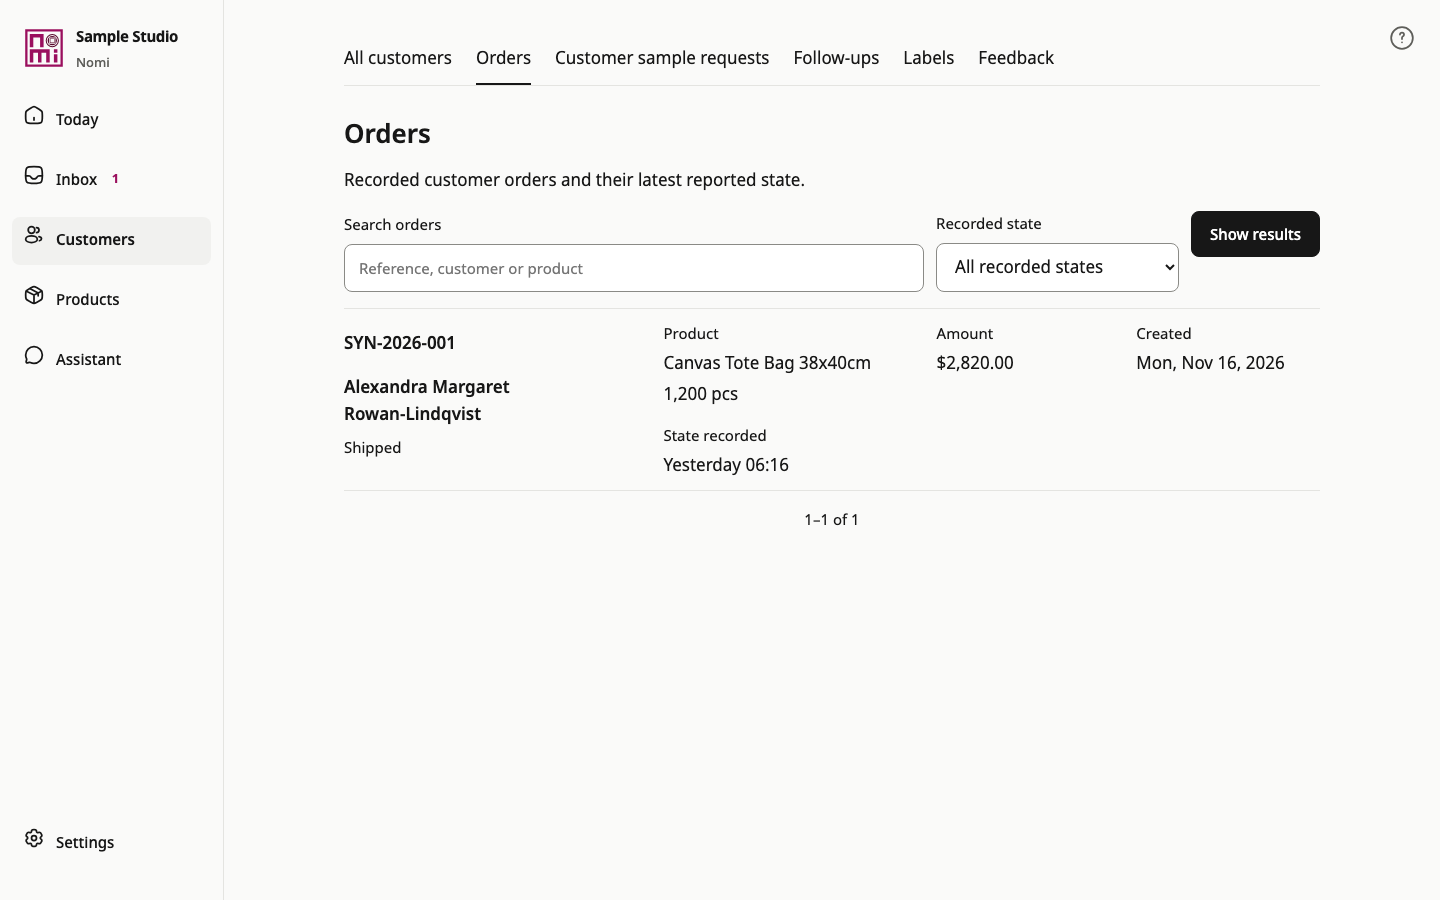 nomi
Sample Studio
Nomi
Today
Inbox 1
Customers
Products
Assistant
Settings
All customers Orders Customer sample requests Follow-ups Labels Feedback
?
Orders
Recorded customer orders and their latest reported state.
Search orders
Reference, customer or product
Recorded state
All recorded states
Show results
SYN-2026-001
Alexandra Margaret
Rowan-Lindqvist
Shipped
Product
Canvas Tote Bag 38x40cm
1,200 pcs
State recorded
Yesterday 06:16
Amount
$2,820.00
Created
Mon, Nov 16, 2026
1–1 of 1